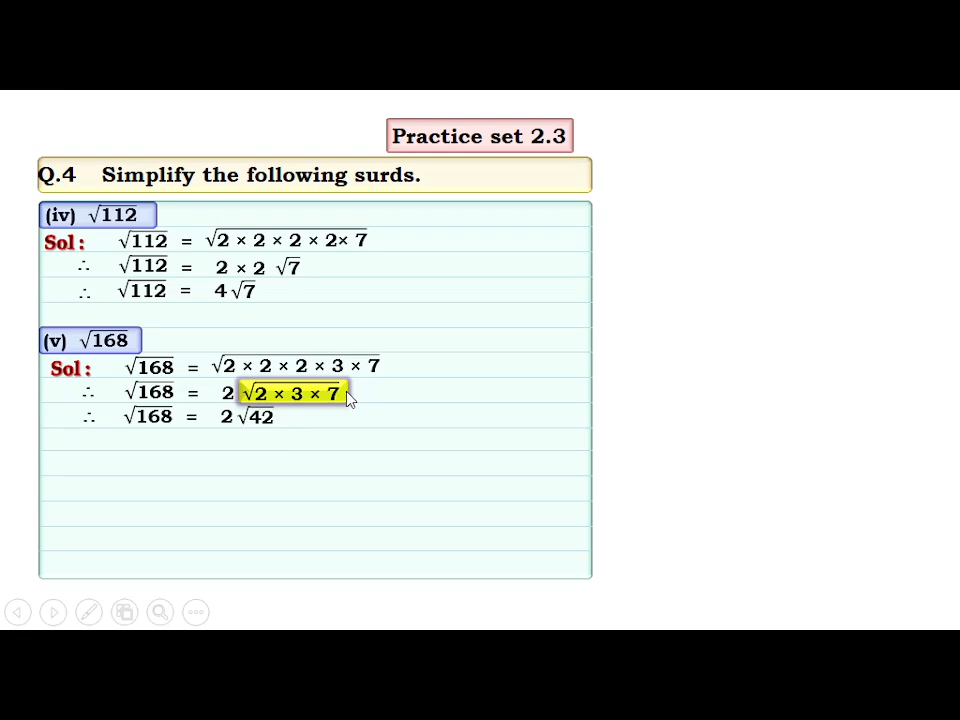 Practice set 2.3
Q.4 Simplify the following surds.
(iv) √112
Sol : √112 = √2 × 2 × 2 × 2× 7
∴ √112 = 2 × 2 √7
∴ √112 = 4 √7
(v) √168
Sol : √168 = √2 × 2 × 2 × 3 × 7
∴ √168 = 2 √2 × 3 × 7
∴ √168 = 2 √42